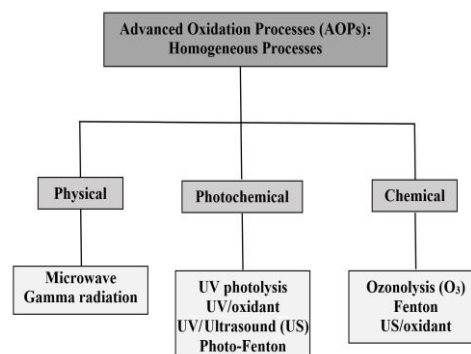 Advanced Oxidation Processes (AOPs):
Homogeneous Processes
Physical
Photochemical
Chemical
Microwave
Gamma radiation
UV photolysis
UV/oxidant
UV/Ultrasound (US)
Photo-Fenton
Ozonolysis (O₃)
Fenton
US/oxidant